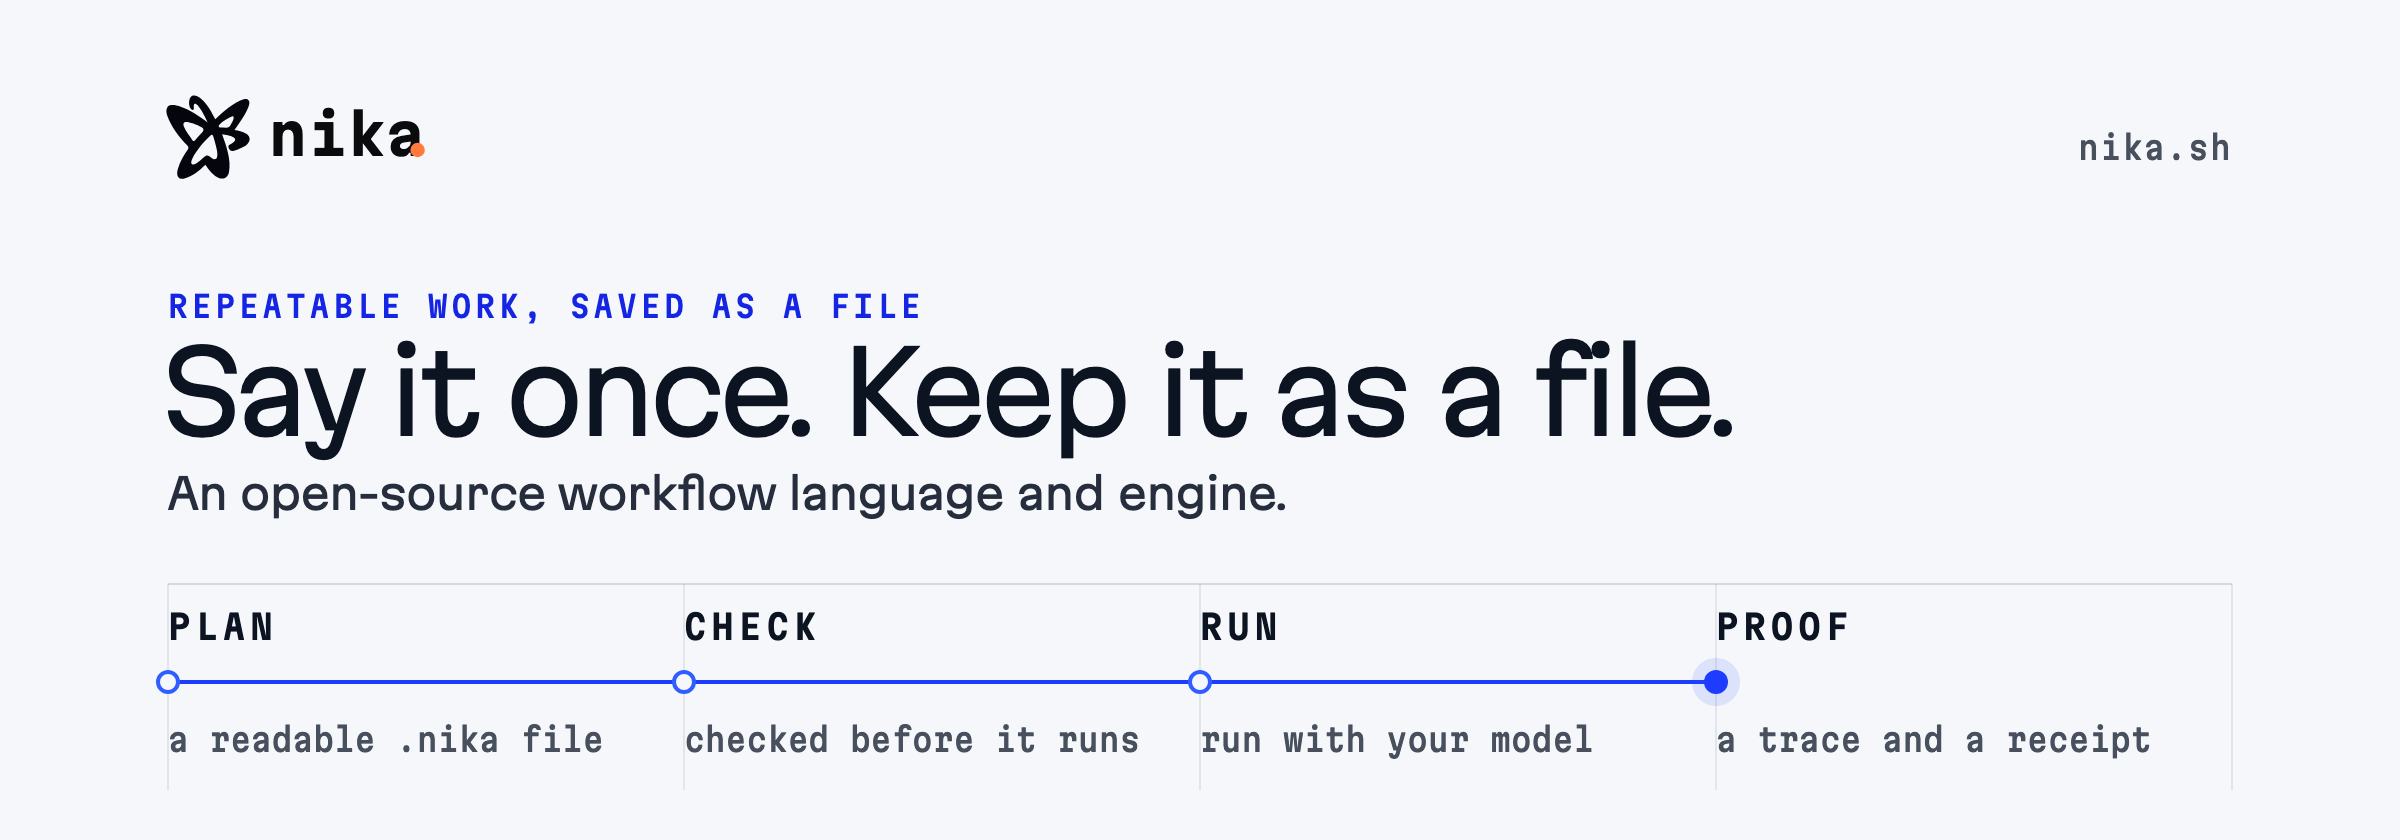 nika.
nika.sh
REPEATABLE WORK, SAVED AS A FILE
Say it once. Keep it as a file.
An open-source workflow language and engine.
PLAN
a readable .nika file
CHECK
checked before it runs
RUN
run with your model
PROOF
a trace and a receipt